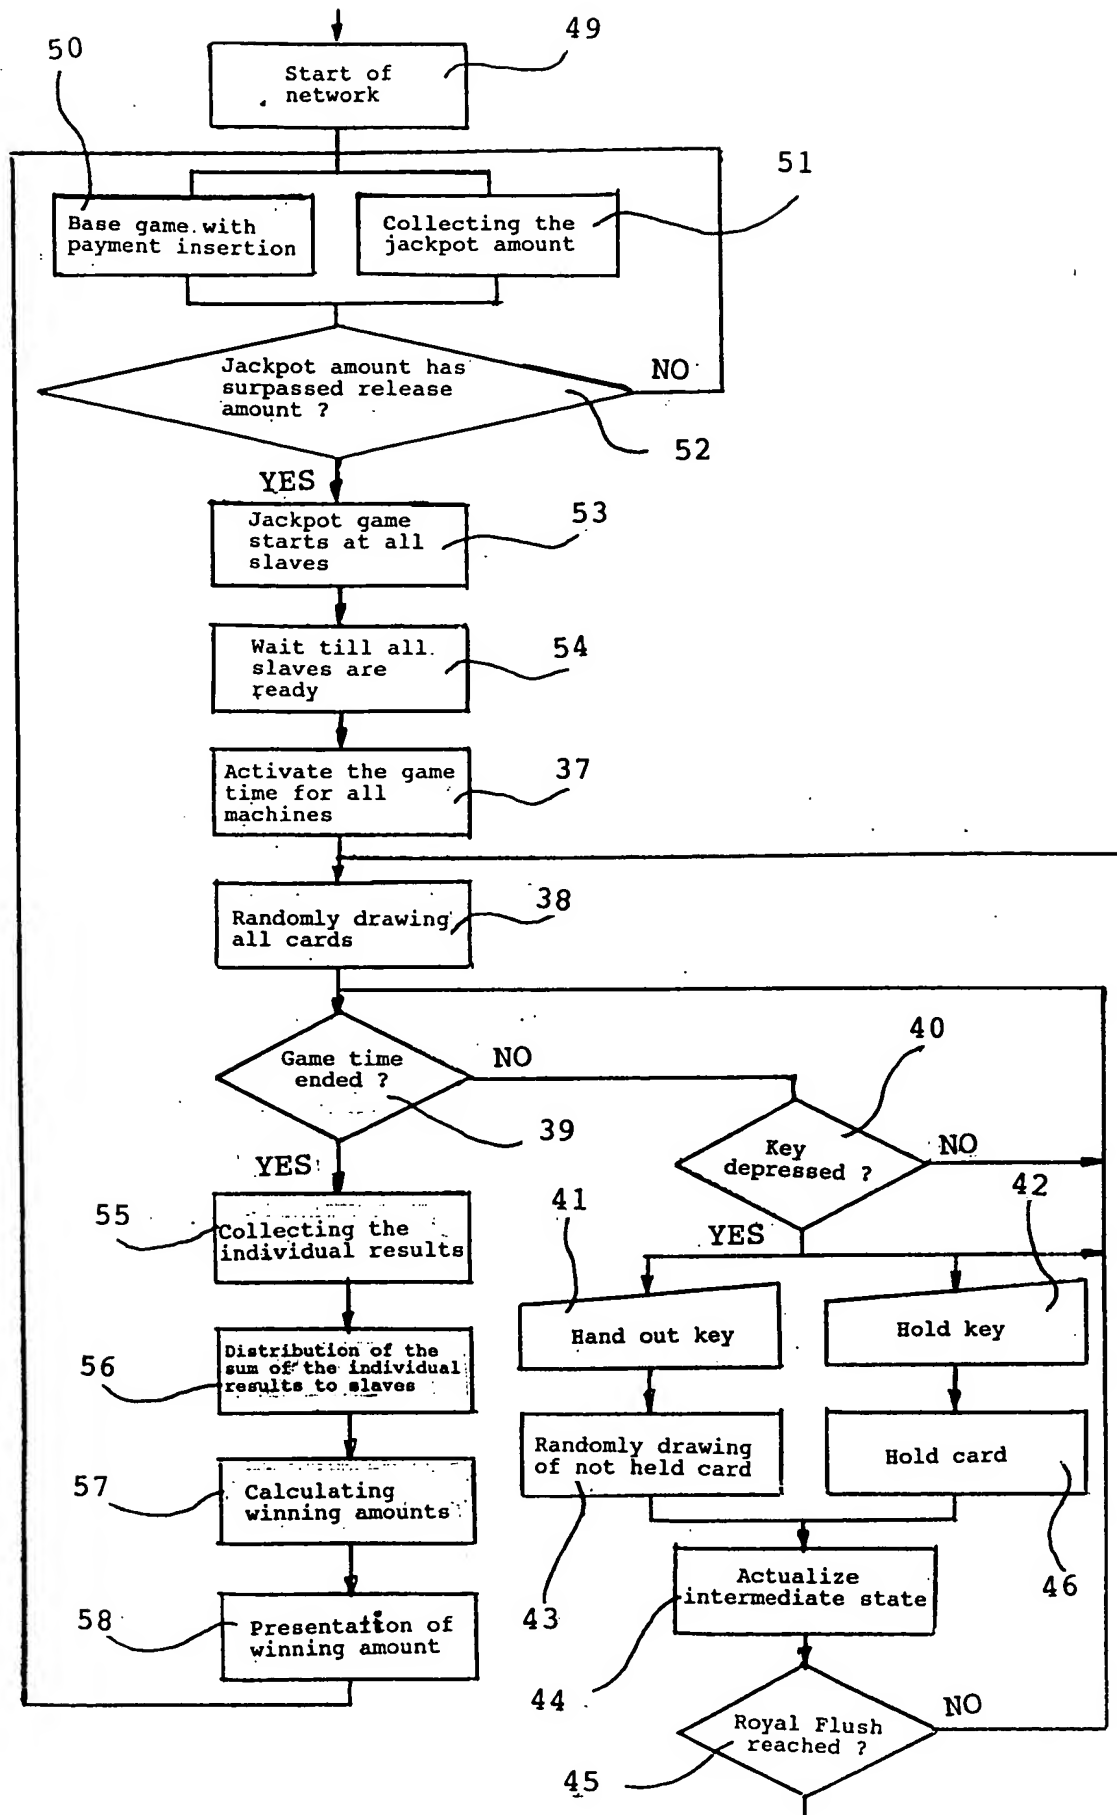 49
50
Start of
network
51
Base game with
payment insertion
Collecting the
jackpot amount
Jackpot amount has
surpassed release
amount ?
NO
52
YES
53
Jackpot game
starts at all
slaves
54
Wait till all
slaves are
ready
37
Activate the game
time for all
machines
38
Randomly drawing
all cards
40
Game time
ended ?
NO
39
Key
depressed ?
NO
YES
55
41
42
Collecting the
individual results
YES
Hand out key
Hold key
56
Distribution of the
sum of the individual
results to slaves
Randomly drawing
of not held card
Hold card
57
Calculating
winning amounts
43
46
Actualize
intermediate state
58
Presentation of
winning amount
44
Royal Flush
reached ?
NO
45